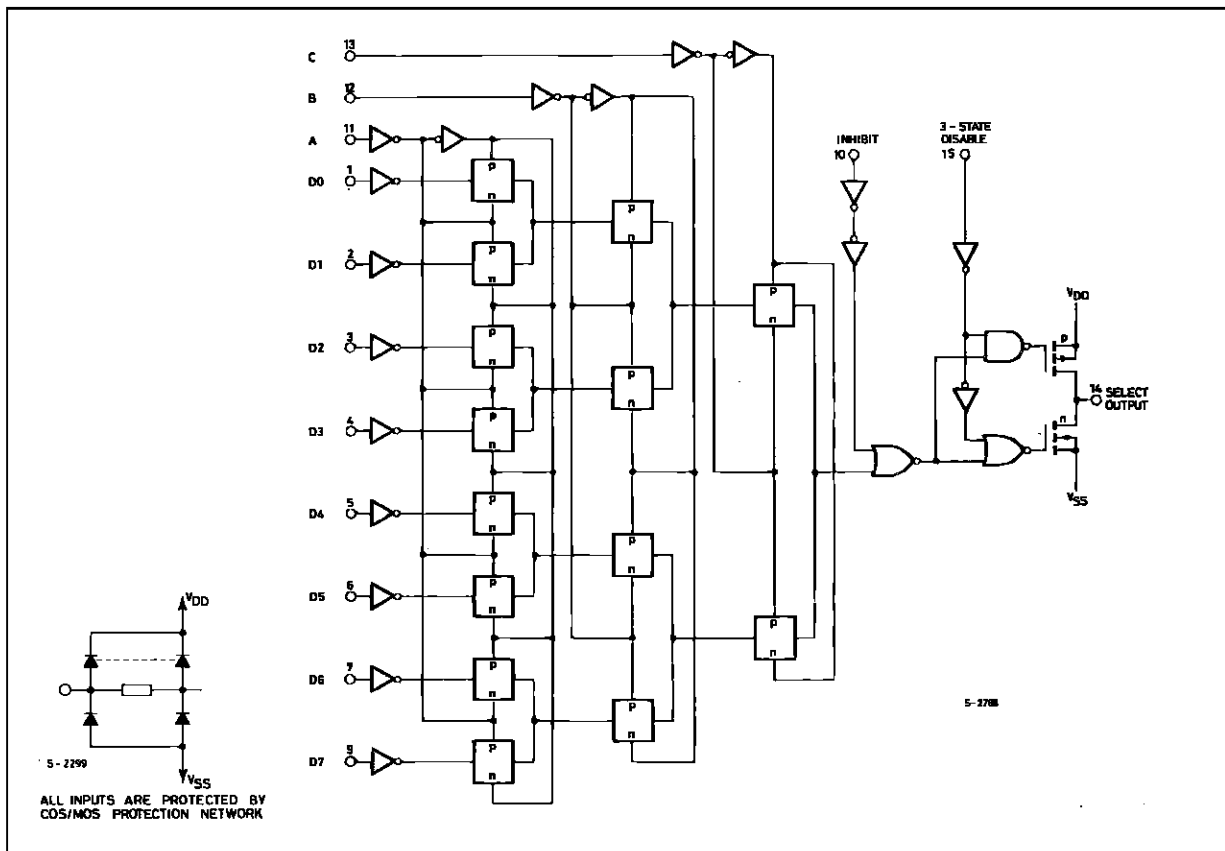 C 13
B 12
A 11
D0 1
D1 2
D2 3
D3 4
D4 5
D5 6
D6 7
D7 9
p
n
p
n
p
n
p
n
p
n
p
n
p
n
p
n
p
n
p
n
p
n
p
n
p
n
p
n
INHIBIT
10
3-STATE
DISABLE
15
VDD
p
14 SELECT
OUTPUT
n
VSS
S-2788
VDD
VSS
S-2299
ALL INPUTS ARE PROTECTED BY
COS/MOS PROTECTION NETWORK